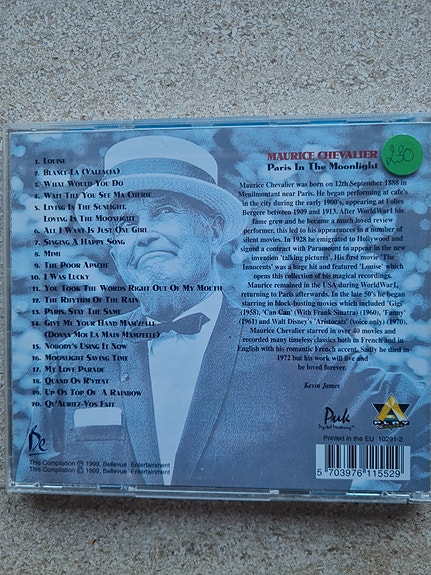 MAURICE CHEVALIER
Paris In The Moonlight
230
1. Louise
2. Blance-La (Valencia)
3. What Would You Do
4. Wait Till You See Ma Cherie
5. Living In The Sunlight,
Loving In The Moonlight
6. All I Want Is Just One Girl
7. Singing A Happy Song
8. Mimi
9. The Poor Apache
10. I Was Lucky
11. You Took The Words Right Out Of My Mouth
12. The Rhythm Of The Rain
13. Paris, Stay The Same
14. Give Me Your Hand Mamzelle
(Donna Moi La Main Mamzelle)
15. Nobody's Using It Now
16. Moonlight Saving Time
17. My Love Parade
18. Quand On R'vient
19. Up On Top Of A Rainbow
20. Qu'Auriez-Vos Fait
Maurice Chevalier was born on 12th September 1888 in
Menilmontant near Paris. He began performing at cafe's
in the city during the early 1900's, appearing at Folies
Bergere between 1909 and 1913. After World War I his
fame grew and he became a much loved review
performer, this led to his appearances in a number of
silent movies. In 1928 he emigrated to Hollywood and
signed a contract with Paramount to appear in the new
invention 'talking pictures'. His first movie 'The
Innocents' was a huge hit and featured 'Louise' which
opens this collection of his magical recordings.
Maurice remained in the USA during World War I,
returning to Paris afterwards. In the late 50's he began
starring in block-busting movies which included "Gigi"
(1958), 'Can Can' (With Frank Sinatra) (1960), 'Fanny'
(1961) and Walt Disney's 'Aristocats' (voice only) (1970).
Maurice Chevalier starred in over 40 movies and
recorded many timeless classics both in French and in
English with his romantic French accent. Sadly he died in
1972 but his work will live and
be loved forever.
Kevin James
Be
This Compilation ℗ 1999, Bellevue Entertainment
This Compilation © 1999, Bellevue Entertainment
Puk
Digital Mastering
Printed in the EU 10291-2
5 703976 115529